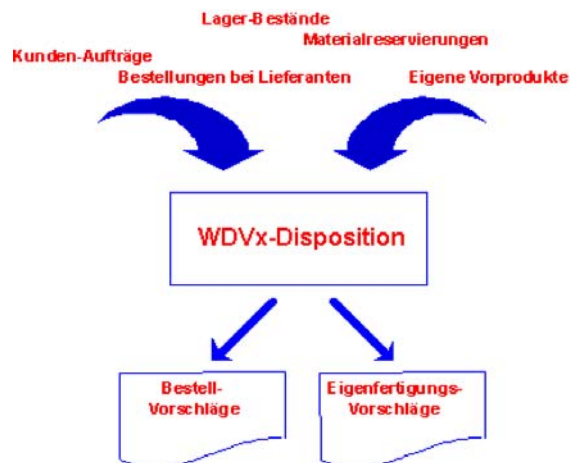 Lager-Bestände
Materialreservierungen
Kunden-Aufträge
Bestellungen bei Lieferanten
Eigene Vorprodukte
WDVx-Disposition
Bestell-
Vorschläge
Eigenfertigungs-
Vorschläge